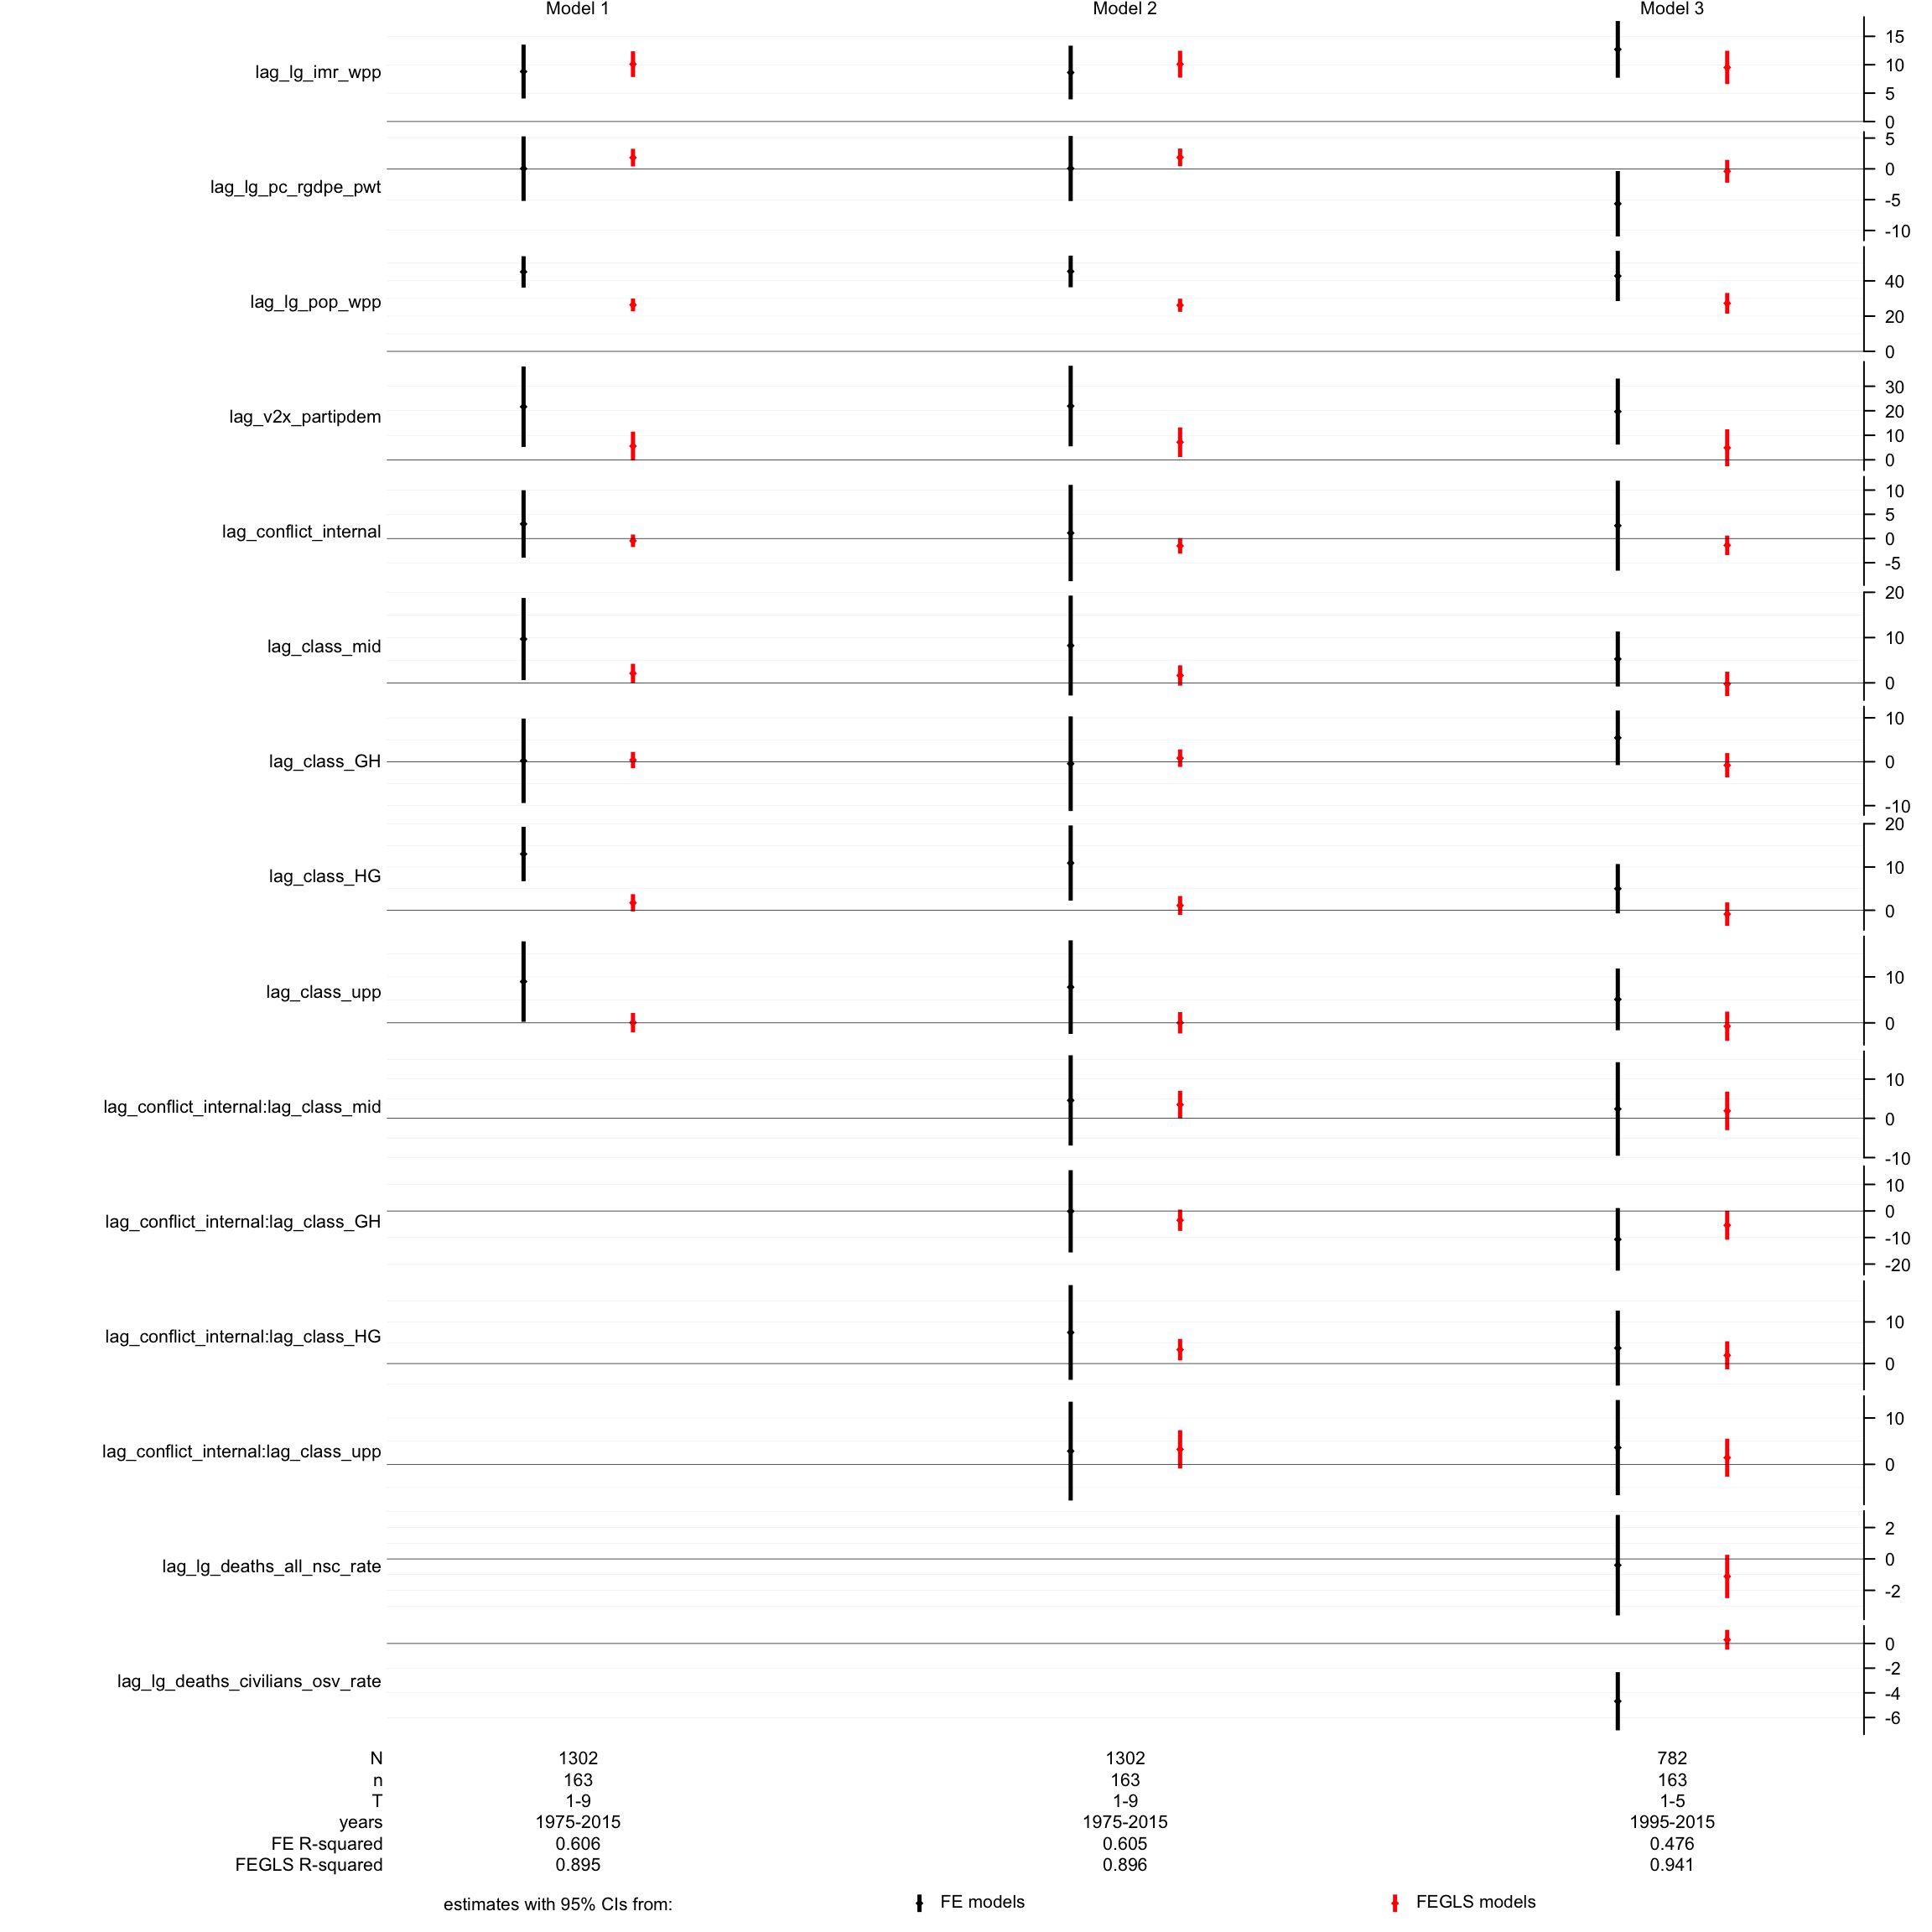 Model 1 Model 2 Model 3
lag_lg_imr_wpp
15
10
5
0
lag_lg_pc_rgdpe_pwt
5
0
-5
-10
lag_lg_pop_wpp
40
20
0
lag_v2x_partipdem
30
20
10
0
lag_conflict_internal
10
5
0
-5
lag_class_mid
20
10
0
lag_class_GH
10
0
-10
lag_class_HG
20
10
0
lag_class_upp
10
0
lag_conflict_internal:lag_class_mid
10
0
-10
lag_conflict_internal:lag_class_GH
10
0
-10
-20
lag_conflict_internal:lag_class_HG
10
0
lag_conflict_internal:lag_class_upp
10
0
lag_lg_deaths_all_nsc_rate
2
0
-2
lag_lg_deaths_civilians_osv_rate
0
-2
-4
-6
N 1302 1302 782
n 163 163 163
T 1-9 1-9 1-5
years 1975-2015 1975-2015 1995-2015
FE R-squared 0.606 0.605 0.476
FEGLS R-squared 0.895 0.896 0.941
estimates with 95% CIs from: FE models FEGLS models